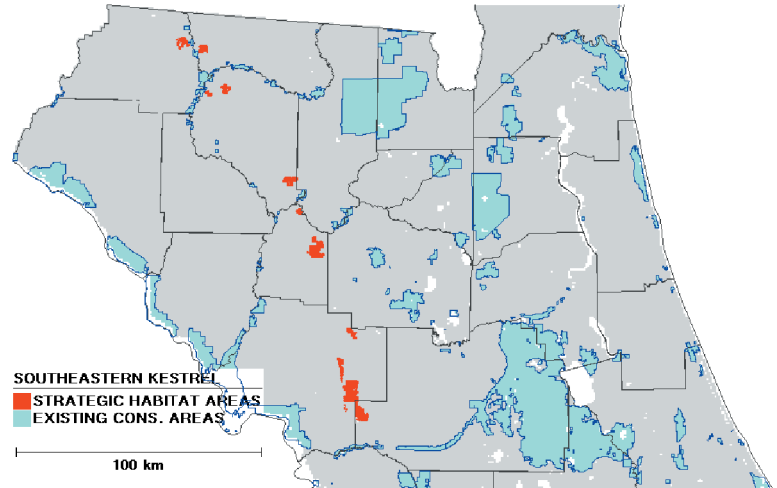 SOUTHEASTERN KESTREL
STRATEGIC HABITAT AREAS
EXISTING CONS. AREAS
100 km